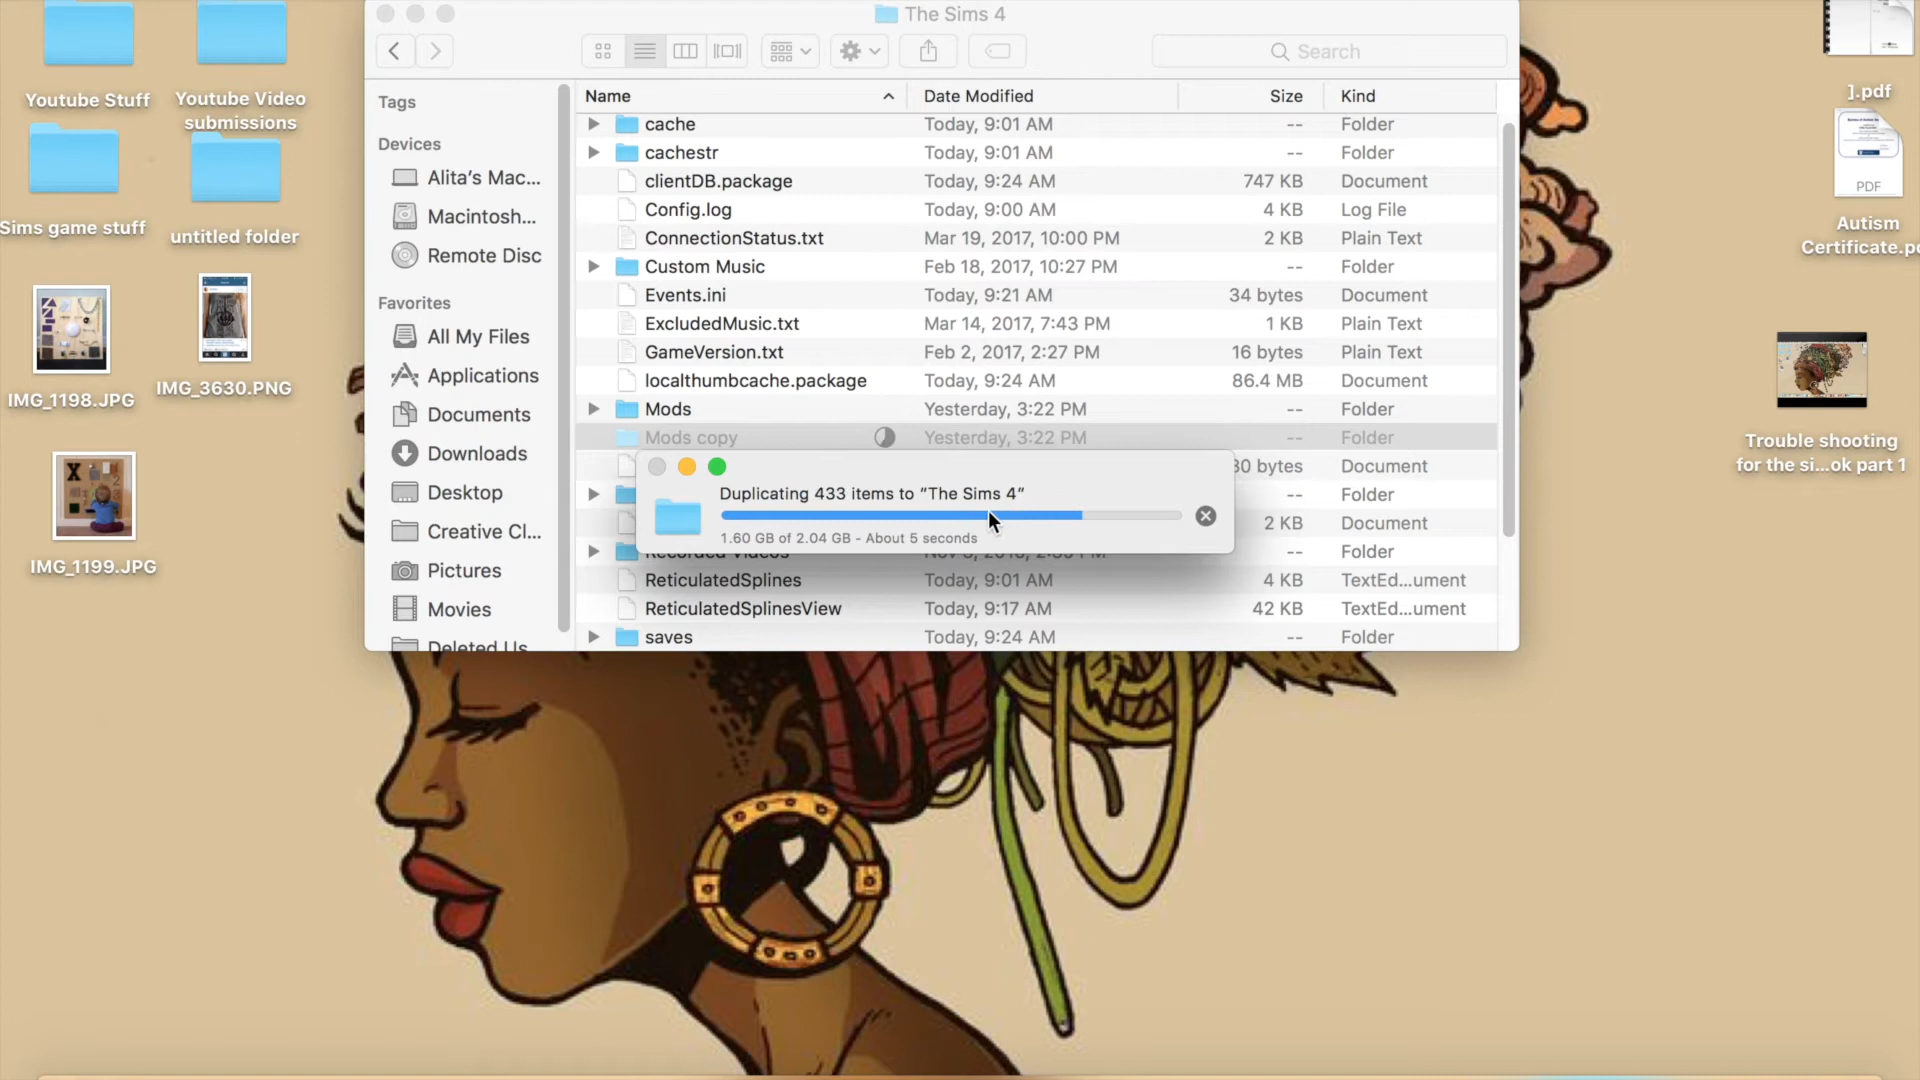 The Sims 4
Search
Tags
Devices
Alita's Mac...
Macintosh...
Remote Disc
Favorites
All My Files
Applications
Documents
Downloads
Desktop
Creative Cl...
Pictures
Movies
Deleted Us...
Name Date Modified Size Kind
cache Today, 9:01 AM -- Folder
cachestr Today, 9:01 AM -- Folder
clientDB.package Today, 9:24 AM 747 KB Document
Config.log Today, 9:00 AM 4 KB Log File
ConnectionStatus.txt Mar 19, 2017, 10:00 PM 2 KB Plain Text
Custom Music Feb 18, 2017, 10:27 PM -- Folder
Events.ini Today, 9:21 AM 34 bytes Document
ExcludedMusic.txt Mar 14, 2017, 7:43 PM 1 KB Plain Text
GameVersion.txt Feb 2, 2017, 2:27 PM 16 bytes Plain Text
localthumbcache.package Today, 9:24 AM 86.4 MB Document
Mods Yesterday, 3:22 PM -- Folder
Mods copy Yesterday, 3:22 PM -- Folder
30 bytes Document
-- Folder
2 KB Document
Recorded Videos -- Folder
ReticulatedSplines Today, 9:01 AM 4 KB TextEd...ument
ReticulatedSplinesView Today, 9:17 AM 42 KB TextEd...ument
saves Today, 9:24 AM -- Folder
Duplicating 433 items to "The Sims 4"
1.60 GB of 2.04 GB - About 5 seconds
Youtube Stuff
Youtube Video
submissions
Sims game stuff
untitled folder
IMG_1198.JPG
IMG_3630.PNG
IMG_1199.JPG
].pdf
PDF
Autism
Certificate.p
Trouble shooting
for the si...ok part 1